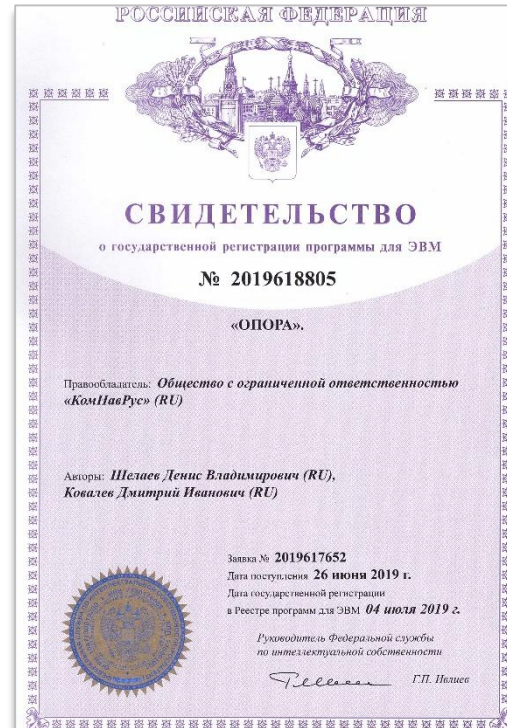 РОССИЙСКАЯ ФЕДЕРАЦИЯ
СВИДЕТЕЛЬСТВО
о государственной регистрации программы для ЭВМ
№ 2019618805
«ОПОРА».
Правообладатель: Общество с ограниченной ответственностью
«КомНавРус» (RU)
Авторы: Шелаев Денис Владимирович (RU),
Ковалев Дмитрий Иванович (RU)
Заявка № 2019617652
Дата поступления 26 июня 2019 г.
Дата государственной регистрации
в Реестре программ для ЭВМ 04 июля 2019 г.
Руководитель Федеральной службы
по интеллектуальной собственности
Г.П. Ивлиев